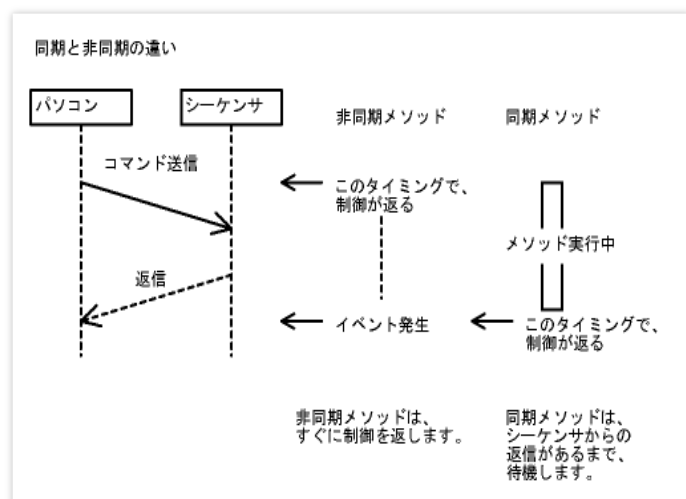 同期と非同期の違い
パソコン
シーケンサ
非同期メソッド
同期メソッド
コマンド送信
このタイミングで、
制御が返る
メソッド実行中
返信
イベント発生
このタイミングで、
制御が返る
非同期メソッドは、
すぐに制御を返します。
同期メソッドは、
シーケンサからの
返信があるまで、
待機します。